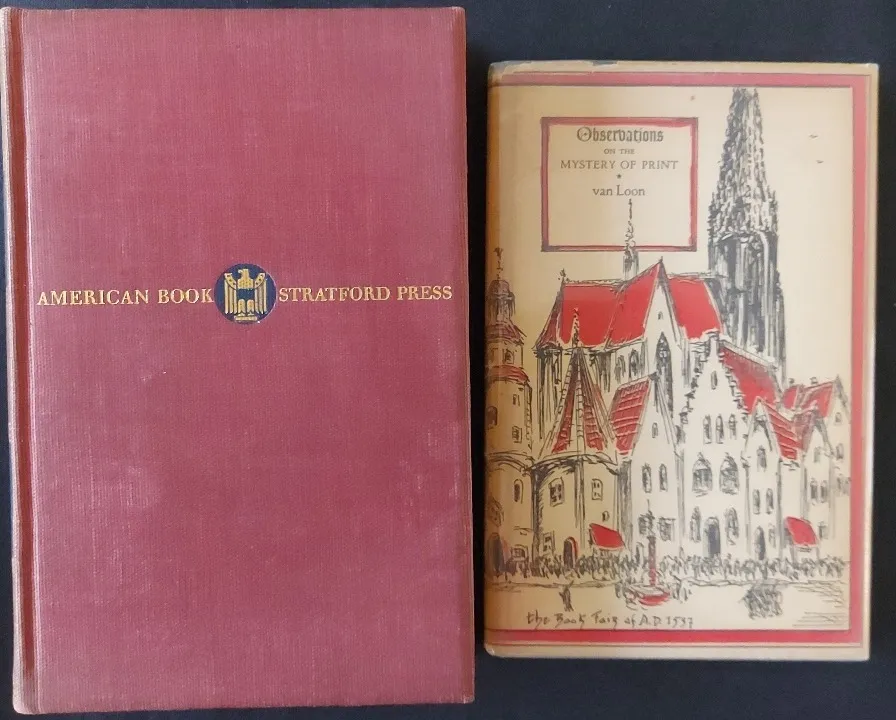 AMERICAN BOOK STRATFORD PRESS
Observations
ON THE
MYSTERY OF PRINT
van Loon
the Book Fair of A.D. 1537